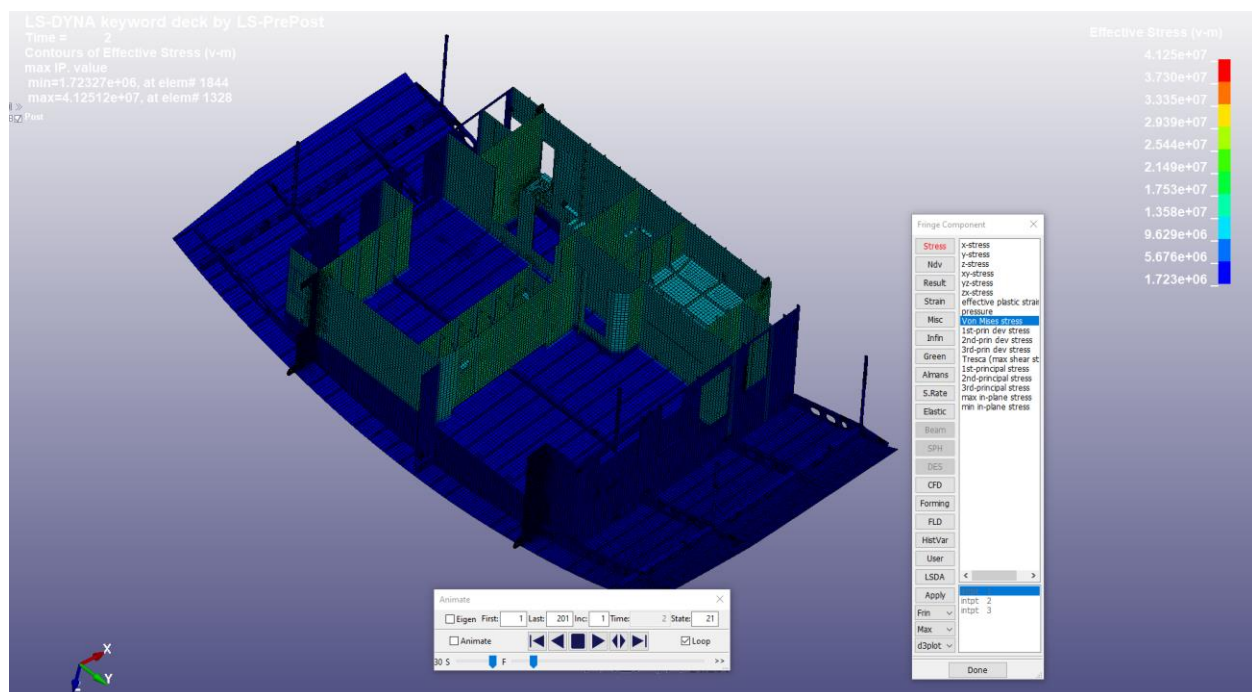 LS-DYNA keyword deck by LS-PrePost
Time = 2
Contours of Effective Stress (v-m)
max IP. value
min=1.72327e+06, at elem# 1844
max=4.12512e+07, at elem# 1328
Post
Effective Stress (v-m)
4.125e+07
3.730e+07
3.335e+07
2.939e+07
2.544e+07
2.149e+07
1.753e+07
1.358e+07
9.629e+06
5.676e+06
1.723e+06
Fringe Component
Stress
Ndv
Result
Strain
Misc
Infin
Green
Almans
S.Rate
Elastic
Beam
SPH
DES
CFD
Forming
FLD
HistVar
User
LSDA
Apply
Frin
Max
d3plot
x-stress
y-stress
z-stress
xy-stress
yz-stress
zx-stress
effective plastic strain
pressure
Von Mises stress
1st-prin dev stress
2nd-prin dev stress
3rd-prin dev stress
Tresca (max shear st
1st-principal stress
2nd-principal stress
3rd-principal stress
max in-plane stress
min in-plane stress
intpt 2
intpt 3
Done
Animate
Eigen First: 1 Last: 201 Inc: 1 Time: 2 State: 21
Animate Loop
30 S F >>
X
Y